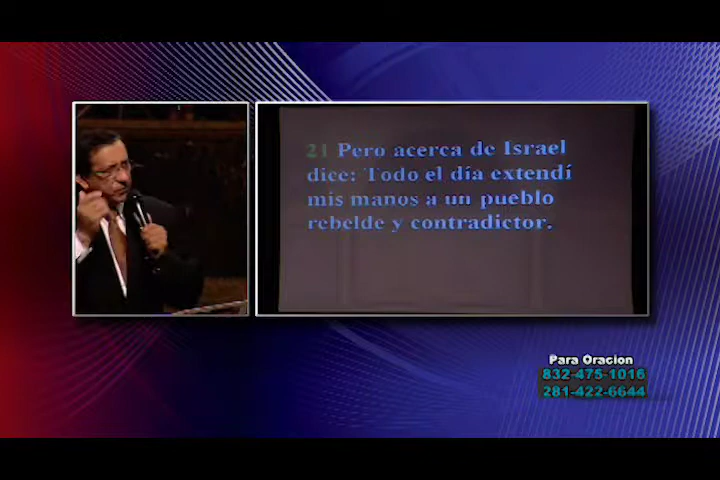 21 Pero acerca de Israel
dice: Todo el día extendí
mis manos a un pueblo
rebelde y contradictor.
Para Oracion
832-475-1016
281-422-6644